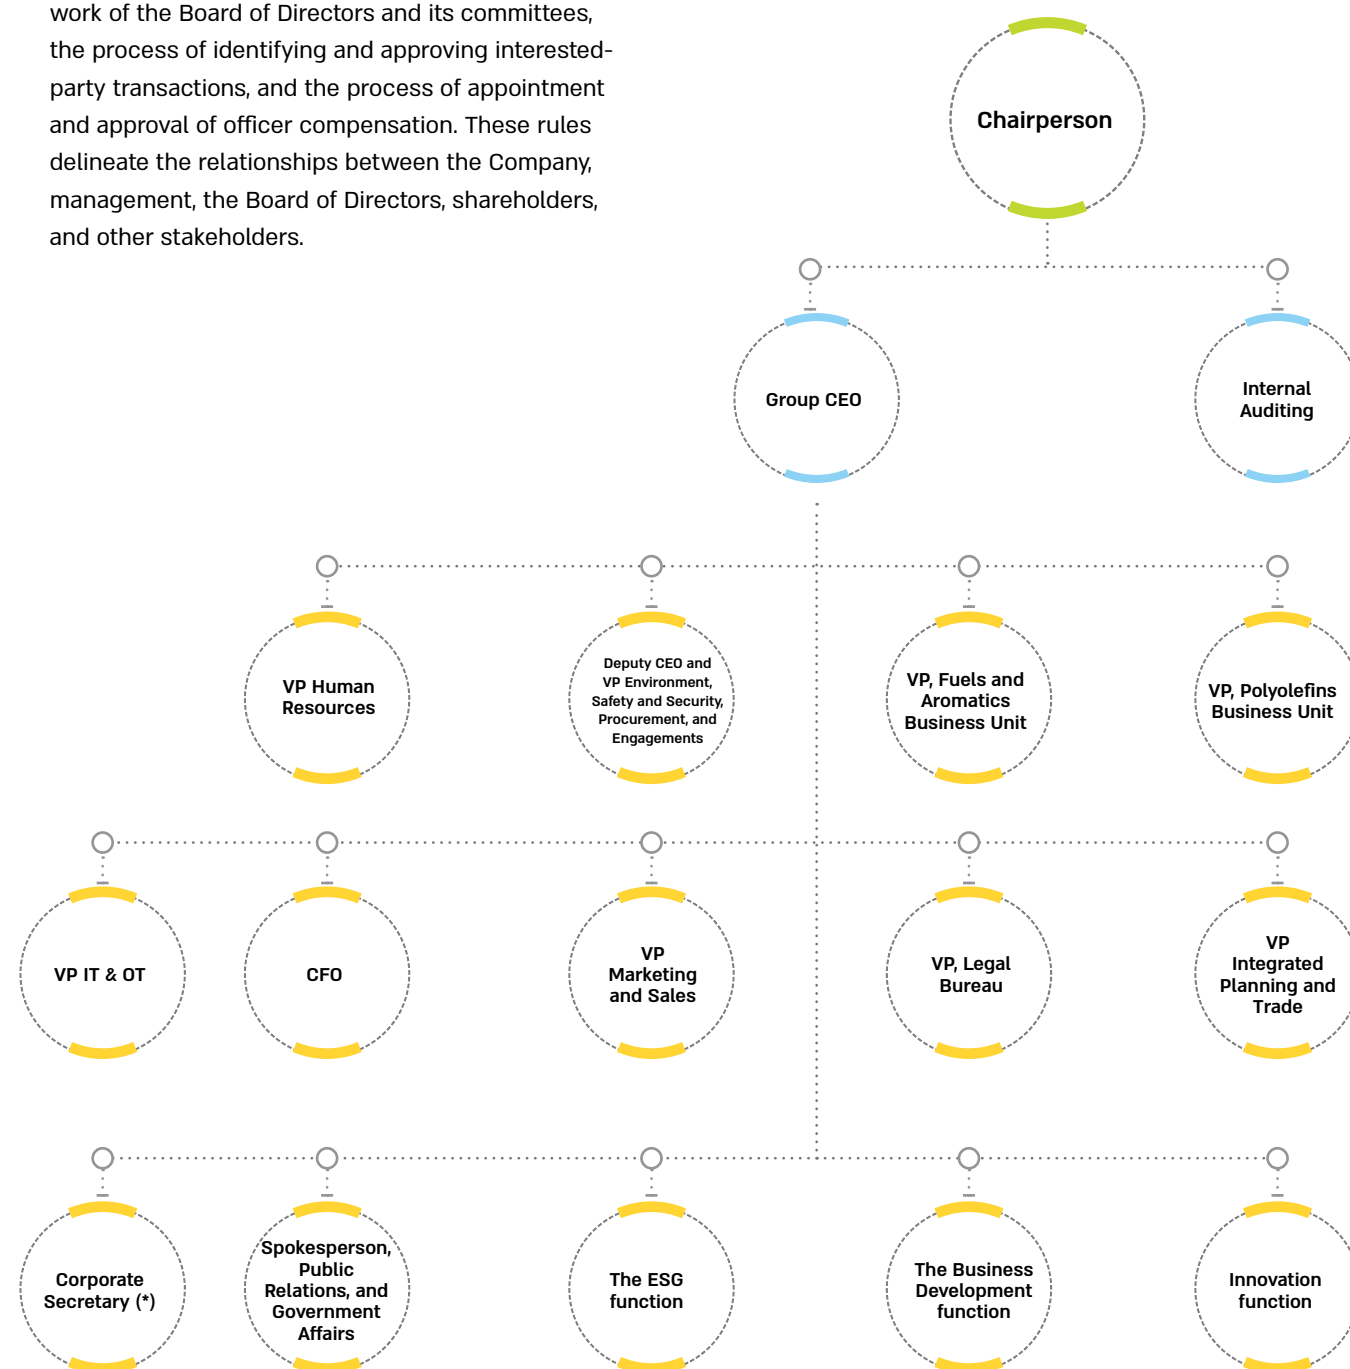 work of the Board of Directors and its committees,
the process of identifying and approving interested-
party transactions, and the process of appointment
and approval of officer compensation. These rules
delineate the relationships between the Company,
management, the Board of Directors, shareholders,
and other stakeholders.
Chairperson
Group CEO
Internal
Auditing
VP Human
Resources
Deputy CEO and
VP Environment,
Safety and Security,
Procurement, and
Engagements
VP, Fuels and
Aromatics
Business Unit
VP, Polyolefins
Business Unit
VP IT & OT
CFO
VP
Marketing
and Sales
VP, Legal
Bureau
VP
Integrated
Planning and
Trade
Corporate
Secretary (*)
Spokesperson,
Public
Relations, and
Government
Affairs
The ESG
function
The Business
Development
function
Innovation
function